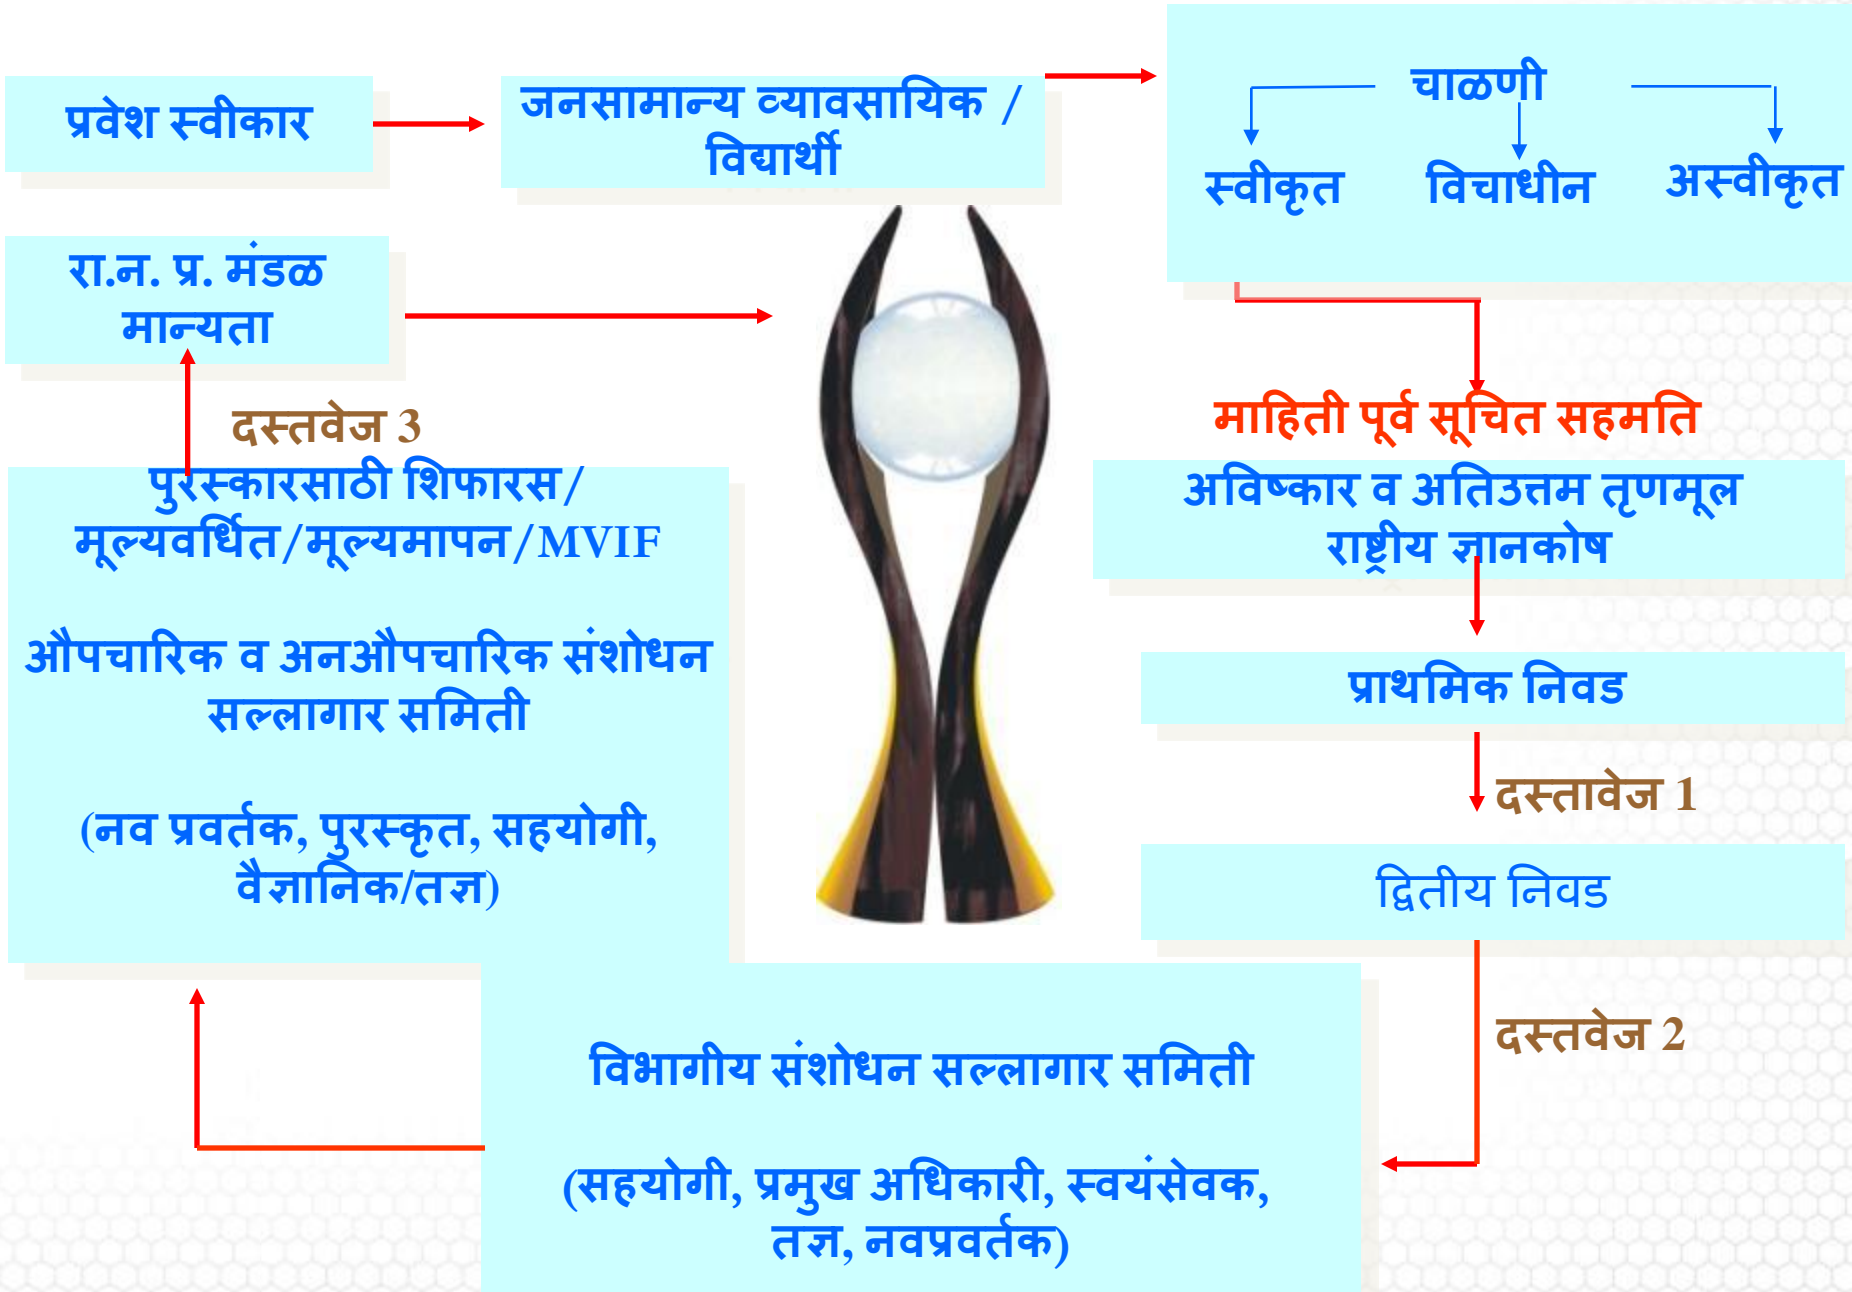 प्रवेश स्वीकार
जनसामान्य व्यावसायिक /
विद्यार्थी
चाळणी
स्वीकृत
विचाधीन
अस्वीकृत
रा.न. प्र. मंडळ
मान्यता
माहिती पूर्व सूचित सहमति
अविष्कार व अतिउत्तम तृणमूल
राष्ट्रीय ज्ञानकोष
प्राथमिक निवड
दस्तावेज 1
द्वितीय निवड
दस्तवेज 2
विभागीय संशोधन सल्लागार समिती
(सहयोगी, प्रमुख अधिकारी, स्वयंसेवक,
तज्ञ, नवप्रवर्तक)
दस्तवेज 3
पुरस्कारसाठी शिफारस/
मूल्यवर्धित/मूल्यमापन/MVIF
औपचारिक व अनऔपचारिक संशोधन
सल्लागार समिती
(नव प्रवर्तक, पुरस्कृत, सहयोगी,
वैज्ञानिक/तज्ञ)